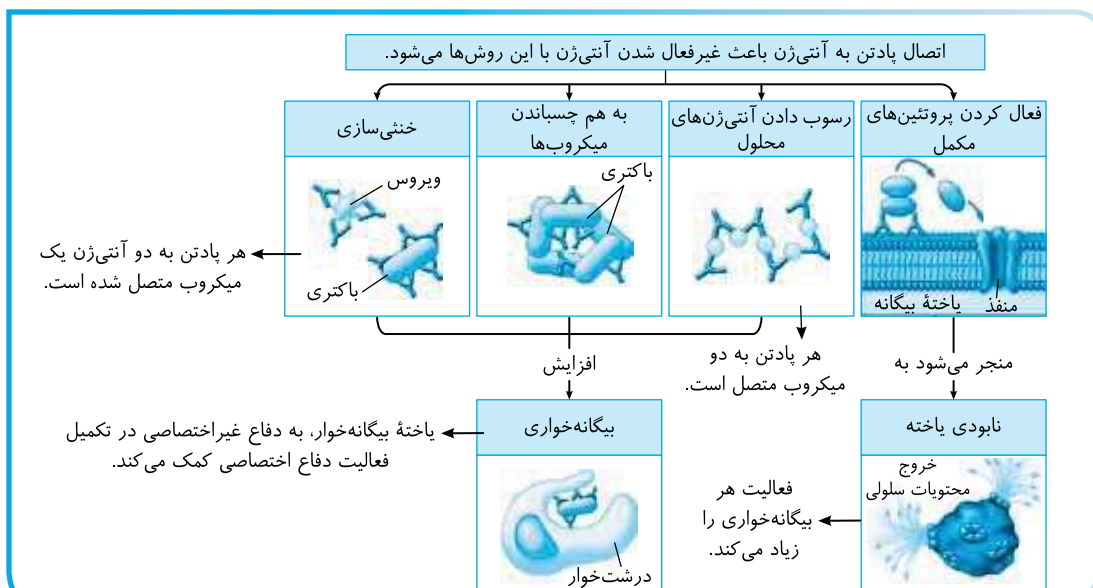 اتصال پادتن به آنتی‌ژن باعث غیرفعال شدن آنتی‌ژن با این روش‌ها می‌شود.
فعال کردن پروتئین‌های
مکمل
منفذ
یاختهٔ بیگانه
رسوب دادن آنتی‌ژن‌های
محلول
به هم چسباندن
میکروب‌ها
باکتری
خنثی‌سازی
ویروس
باکتری
هر پادتن به دو آنتی‌ژن یک
میکروب متصل شده است.
هر پادتن به دو
میکروب متصل است.
منجر می‌شود به
افزایش
نابودی یاخته
خروج
محتویات سلولی
فعالیت هر
بیگانه‌خواری را
زیاد می‌کند.
بیگانه‌خواری
درشت‌خوار
یاختهٔ بیگانه‌خوار، به دفاع غیراختصاصی در تکمیل
فعالیت دفاع اختصاصی کمک می‌کند.